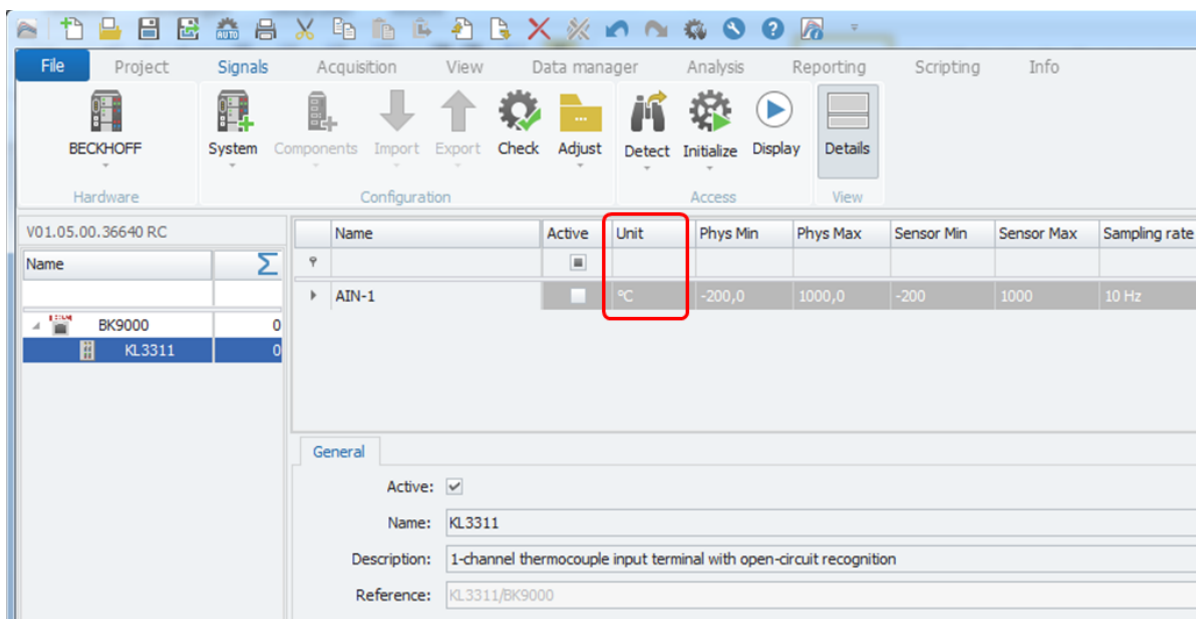 AUTO
File Project Signals Acquisition View Data manager Analysis Reporting Scripting Info
BECKHOFF System Components Import Export Check Adjust Detect Initialize Display Details
Hardware Configuration Access View
V01.05.00.36640 RC
Name Σ
BK9000 0
KL3311 0
Name Active Unit Phys Min Phys Max Sensor Min Sensor Max Sampling rate
AIN-1 °C -200,0 1000,0 -200 1000 10 Hz
General
Active:
Name: KL3311
Description: 1-channel thermocouple input terminal with open-circuit recognition
Reference: KL3311/BK9000